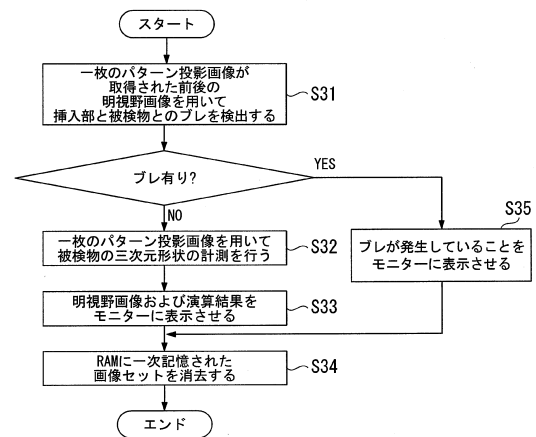 スタート
一枚のパターン投影画像が
取得された前後の
明視野画像を用いて
挿入部と被検物とのブレを検出する
S31
ブレ有り?
YES
NO
S35
一枚のパターン投影画像を用いて
被検物の三次元形状の計測を行う
S32
ブレが発生していることを
モニターに表示させる
明視野画像および演算結果を
モニターに表示させる
S33
RAMに一次記憶された
画像セットを消去する
S34
エンド